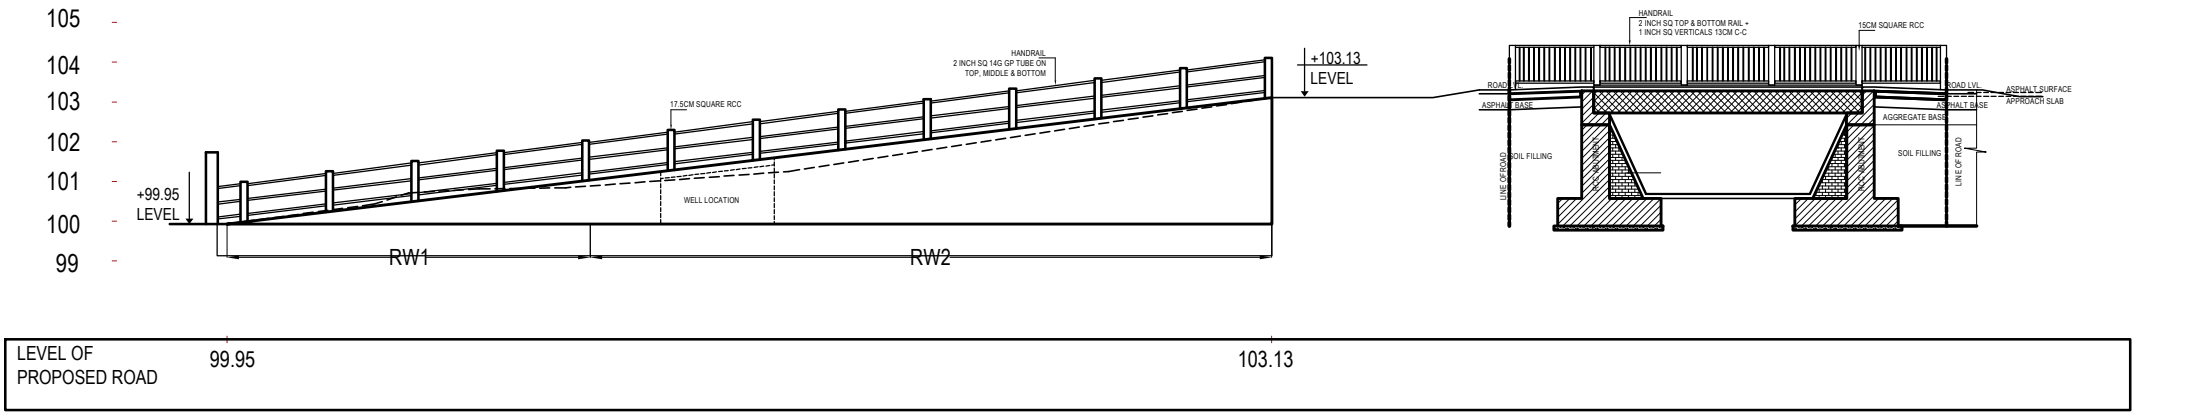 105
104
103
102
101
100
99
+99.95
LEVEL
17.5CM SQUARE RCC
HANDRAIL
2 INCH SQ 14G GP TUBE ON
TOP, MIDDLE & BOTTOM
+103.13
LEVEL
WELL LOCATION
RW1
RW2
HANDRAIL
2 INCH SQ TOP & BOTTOM RAIL +
1 INCH SQ VERTICALS 13CM C-C
15CM SQUARE RCC
ROAD LVL.
ASPHALT BASE
LINE OF ROAD
SOIL FILLING
RCC ABUTMENT
RCC ABUTMENT
ROAD LVL.
ASPHALT SURFACE
APPROACH SLAB
ASPHALT BASE
AGGREGATE BASE
SOIL FILLING
LINE OF ROAD
LEVEL OF
PROPOSED ROAD
99.95
103.13